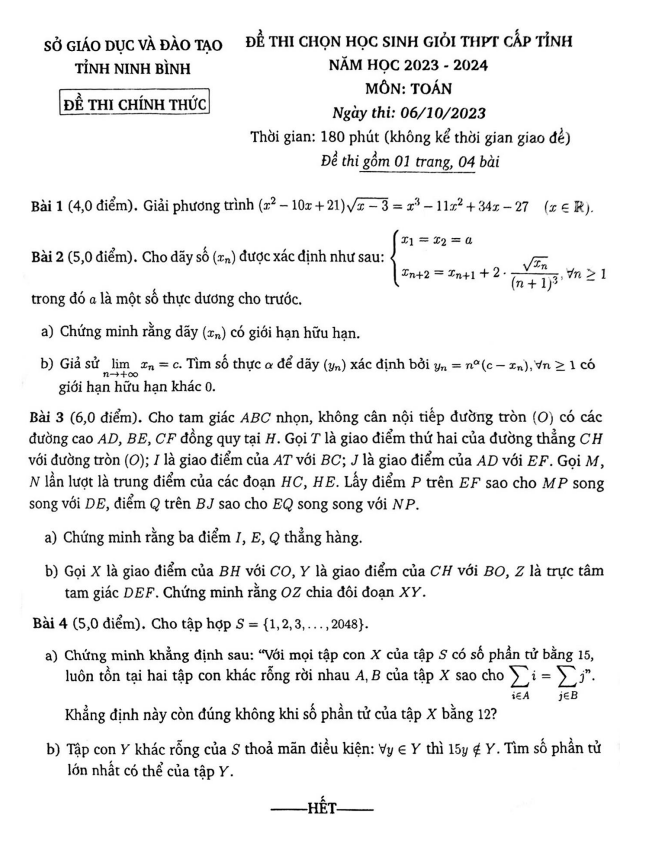 SỞ GIÁO DỤC VÀ ĐÀO TẠO
TỈNH NINH BÌNH
ĐỀ THI CHÍNH THỨC
ĐỀ THI CHỌN HỌC SINH GIỎI THPT CẤP TỈNH
NĂM HỌC 2023 - 2024
MÔN: TOÁN
Ngày thi: 06/10/2023
Thời gian: 180 phút (không kể thời gian giao đề)
Đề thi gồm 01 trang, 04 bài
Bài 1 (4,0 điểm). Giải phương trình $(x^2 - 10x + 21)\sqrt{x-3} = x^3 - 11x^2 + 34x - 27 \quad (x \in \mathbb{R})$.
Bài 2 (5,0 điểm). Cho dãy số $(x_n)$ được xác định như sau: $\begin{cases} x_1 = x_2 = a \\ x_{n+2} = x_{n+1} + 2 \cdot \frac{\sqrt{x_n}}{(n+1)^3}, \forall n \geq 1 \end{cases}$
trong đó $a$ là một số thực dương cho trước.
a) Chứng minh rằng dãy $(x_n)$ có giới hạn hữu hạn.
b) Giả sử $\lim_{n \to +\infty} x_n = c$. Tìm số thực $\alpha$ để dãy $(y_n)$ xác định bởi $y_n = n^\alpha (c - x_n), \forall n \geq 1$ có
giới hạn hữu hạn khác 0.
Bài 3 (6,0 điểm). Cho tam giác ABC nhọn, không cân nội tiếp đường tròn (O) có các
đường cao AD, BE, CF đồng quy tại H. Gọi T là giao điểm thứ hai của đường thẳng CH
với đường tròn (O); I là giao điểm của AT với BC; J là giao điểm của AD với EF. Gọi M,
N lần lượt là trung điểm của các đoạn HC, HE. Lấy điểm P trên EF sao cho MP song
song với DE, điểm Q trên BJ sao cho EQ song song với NP.
a) Chứng minh rằng ba điểm I, E, Q thẳng hàng.
b) Gọi X là giao điểm của BH với CO, Y là giao điểm của CH với BO, Z là trực tâm
tam giác DEF. Chứng minh rằng OZ chia đôi đoạn XY.
Bài 4 (5,0 điểm). Cho tập hợp $S = \{1, 2, 3, \ldots, 2048\}$.
a) Chứng minh khẳng định sau: “Với mọi tập con X của tập S có số phần tử bằng 15,
luôn tồn tại hai tập con khác rỗng rời nhau A, B của tập X sao cho $\sum_{i \in A} i = \sum_{j \in B} j$”.
Khẳng định này còn đúng không khi số phần tử của tập X bằng 12?
b) Tập con Y khác rỗng của S thoả mãn điều kiện: $\forall y \in Y$ thì $15y \notin Y$. Tìm số phần tử
lớn nhất có thể của tập Y.
——HẾT——